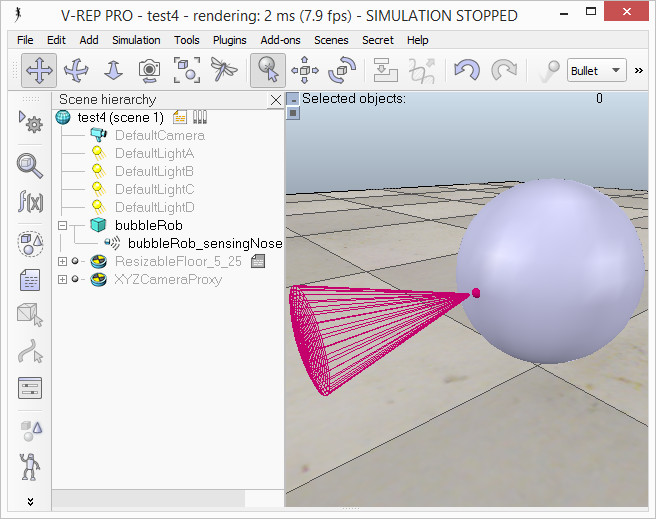 V-REP PRO - test4 - rendering: 2 ms (7.9 fps) - SIMULATION STOPPED
File Edit Add Simulation Tools Plugins Add-ons Scenes Secret Help
Bullet
»
Scene hierarchy
Selected objects: 0
test4 (scene 1)
DefaultCamera
DefaultLightA
DefaultLightB
DefaultLightC
DefaultLightD
bubbleRob
bubbleRob_sensingNose
ResizableFloor_5_25
XYZCameraProxy
f(x)